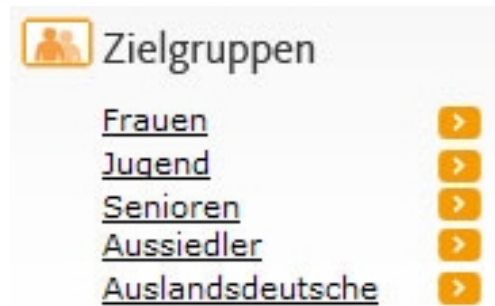 Zielgruppen
Frauen
Jugend
Senioren
Aussiedler
Auslandsdeutsche